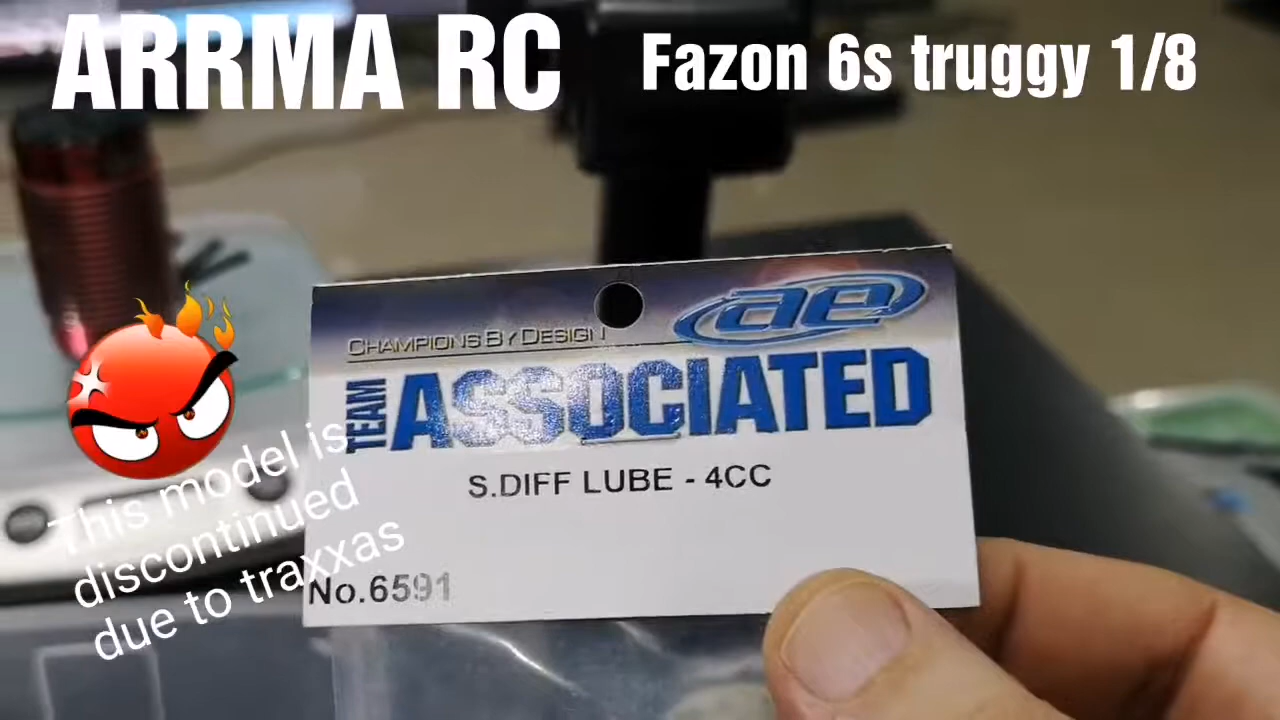 ARRMA RC
Fazon 6s truggy 1/8
CHAMPIONS BY DESIGN
ae
TEAM
ASSOCIATED
S.DIFF LUBE - 4CC
No.6591
This model is
discontinued
due to traxxas